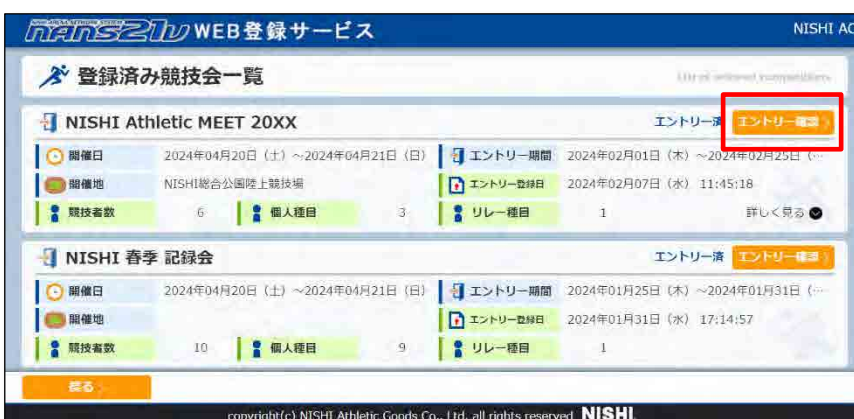 nans21v WEB登録サービス NISHI AC
登録済み競技会一覧
NISHI Athletic MEET 20XX エントリー済 エントリー確認
開催日 2024年04月20日（土）～2024年04月21日（日） エントリー期間 2024年02月01日（木）～2024年02月25日（…
開催地 NISHI総合公園陸上競技場 エントリー登録日 2024年02月07日（水） 11:45:18
競技者数 6 個人種目 3 リレー種目 1 詳しく見る
NISHI 春季 記録会 エントリー済 エントリー確認
開催日 2024年04月20日（土）～2024年04月21日（日） エントリー期間 2024年01月25日（木）～2024年01月31日（…
開催地 エントリー登録日 2024年01月31日（水） 17:14:57
競技者数 10 個人種目 9 リレー種目 1
戻る
copyright(c) NISHI Athletic Goods Co., Ltd. all rights reserved NISHI